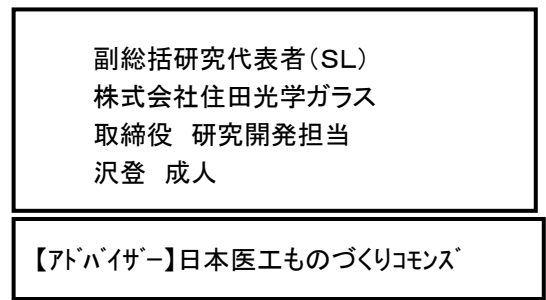 副総括研究代表者（ＳＬ）
株式会社住田光学ガラス
取締役　研究開発担当
沢登　成人
【ｱﾄﾞﾊﾞｲｻﾞｰ】日本医工ものづくりｺﾓﾝｽﾞ